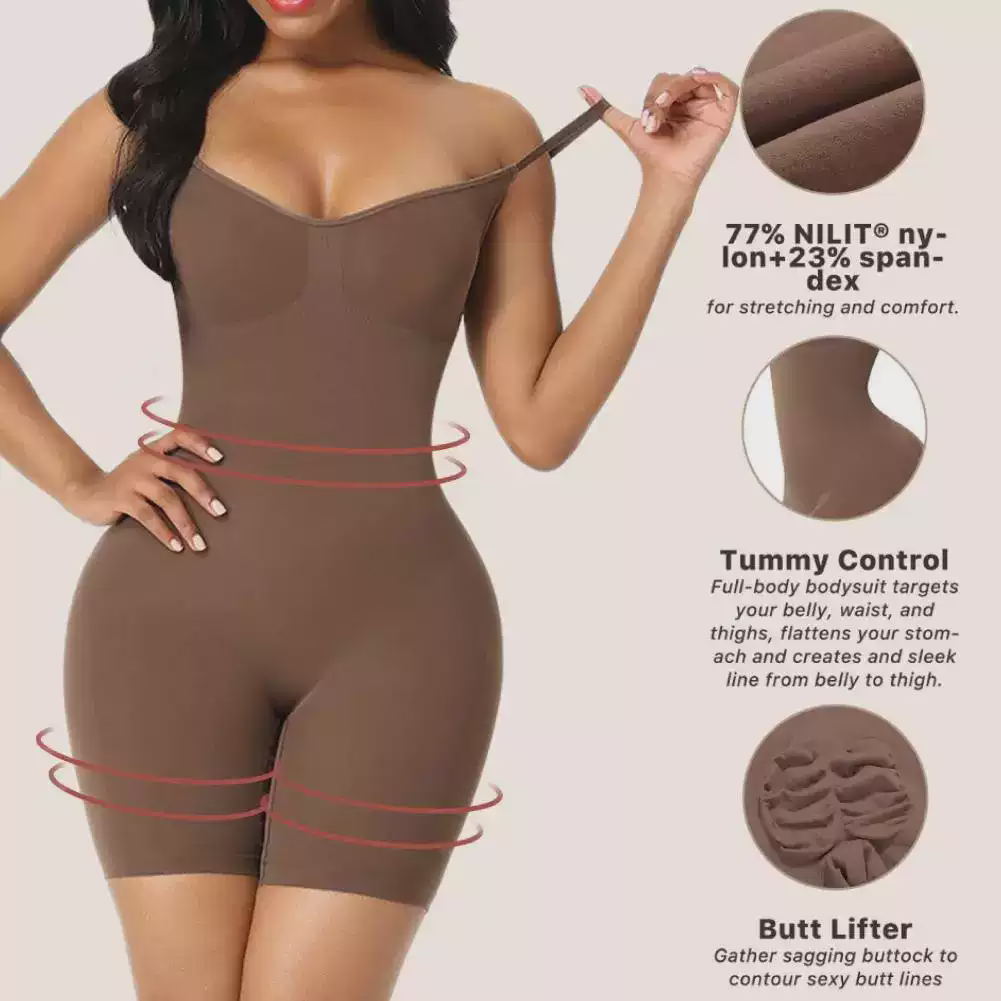 77% NILIT® ny-
lon+23% span-
dex
for stretching and comfort.
Tummy Control
Full-body bodysuit targets
your belly, waist, and
thighs, flattens your stom-
ach and creates and sleek
line from belly to thigh.
Butt Lifter
Gather sagging buttock to
contour sexy butt lines